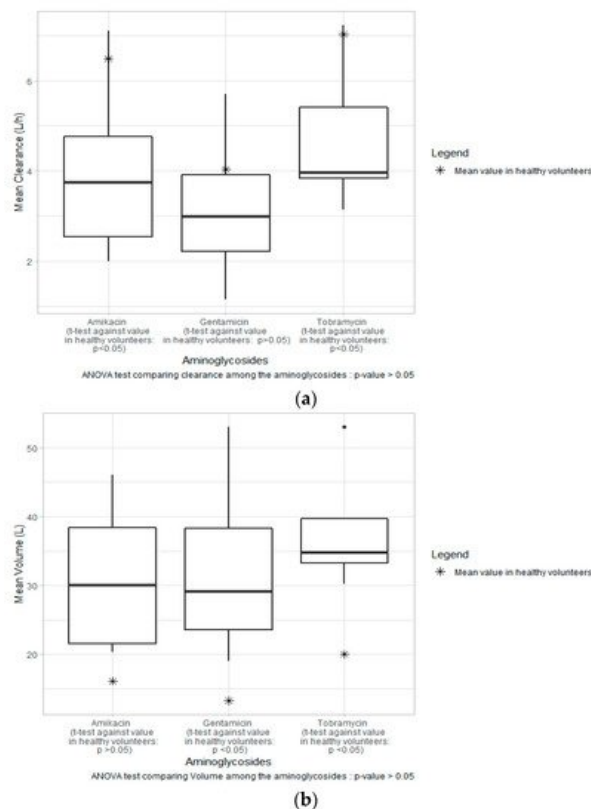 6
4
2
Mean Clearance (L/h)
Legend
Mean value in healthy volunteers
Amikacin
(t-test against value
in healthy volunteers:
p<0.05)
Gentamicin
(t-test against value
in healthy volunteers: p=0.05)
Tobramycin
(t-test against value
in healthy volunteers:
p<0.05)
Aminoglycosides
ANOVA test comparing clearance among the aminoglycosides : p-value > 0.05
(a)
50
40
30
20
Mean Volume (L)
Legend
Mean value in healthy volunteers
Amikacin
(t-test against value
in healthy volunteers:
p >0.05)
Gentamicin
(t-test against value
in healthy volunteers:
p <0.05)
Tobramycin
(t-test against value
in healthy volunteers:
p <0.05)
Aminoglycosides
ANOVA test comparing Volume among the aminoglycosides : p-value > 0.05
(b)